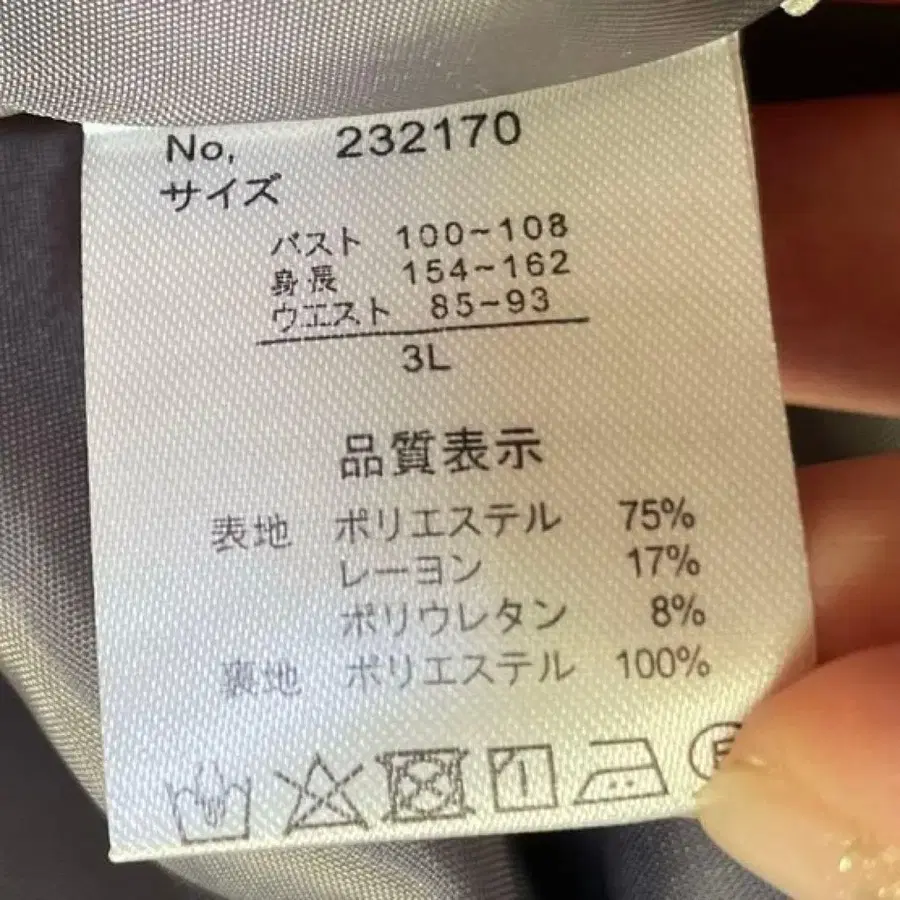 No, 232170
サイズ
バスト 100~108
身長 154~162
ウエスト 85~93
3L
品質表示
表地 ポリエステル 75%
レーヨン 17%
ポリウレタン 8%
裏地 ポリエステル 100%